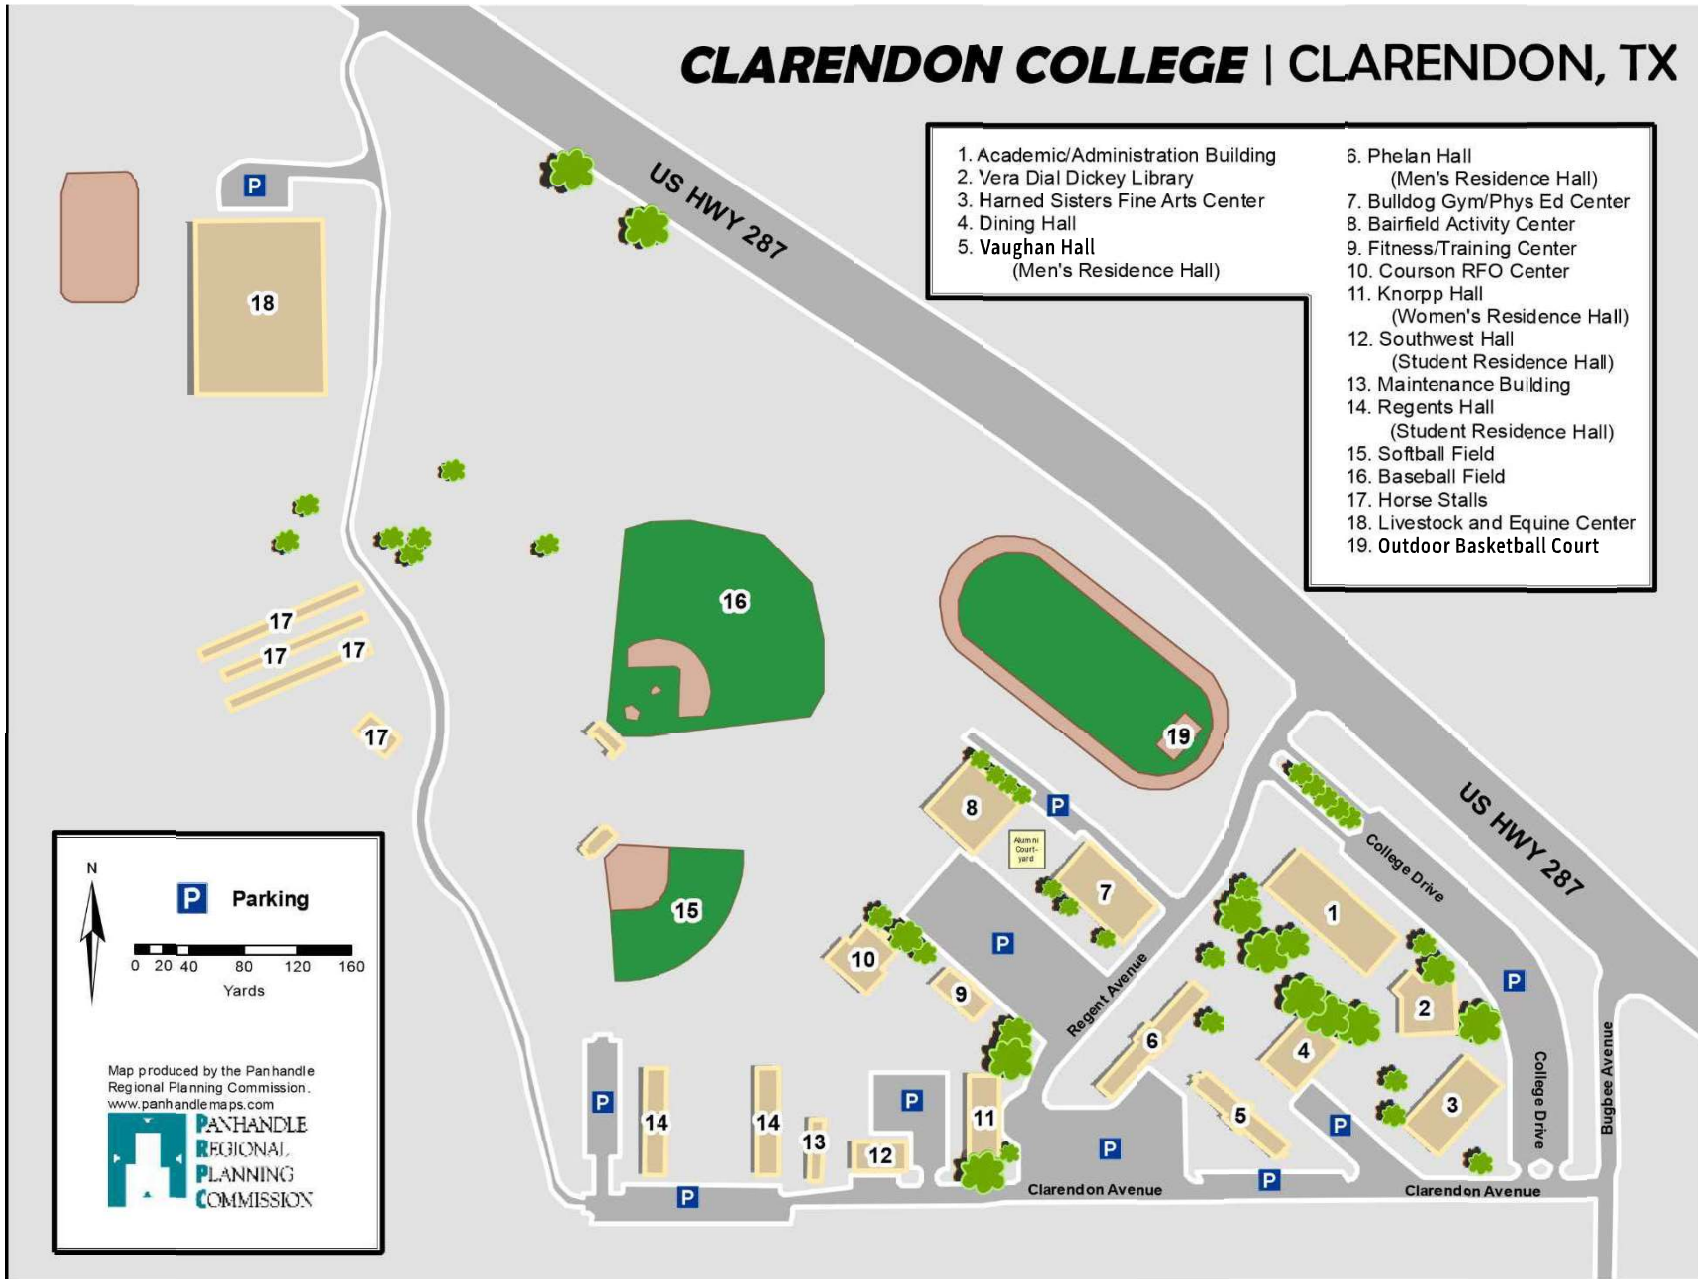 CLARENDON COLLEGE | CLARENDON, TX
1. Academic/Administration Building
2. Vera Dial Dickey Library
3. Harned Sisters Fine Arts Center
4. Dining Hall
5. Vaughan Hall
(Men's Residence Hall)
6. Phelan Hall
(Men's Residence Hall)
7. Bulldog Gym/Phys Ed Center
8. Bairfield Activity Center
9. Fitness/Training Center
10. Courson RFO Center
11. Knorpp Hall
(Women's Residence Hall)
12. Southwest Hall
(Student Residence Hall)
13. Maintenance Building
14. Regents Hall
(Student Residence Hall)
15. Softball Field
16. Baseball Field
17. Horse Stalls
18. Livestock and Equine Center
19. Outdoor Basketball Court
US HWY 287
P
18
16
17
17
17
17
19
8
P
Alumni
Court-
yard
7
15
10
P
9
Regent Avenue
US HWY 287
College Drive
1
P
2
6
4
3
5
P
College Drive
Bugbee Avenue
P
14
14
13
12
P
11
P
P
P
Clarendon Avenue
Clarendon Avenue
N
P Parking
0 20 40 80 120 160
Yards
Map produced by the Panhandle
Regional Planning Commission.
www.panhandlemaps.com
PANHANDLE
REGIONAL
PLANNING
COMMISSION